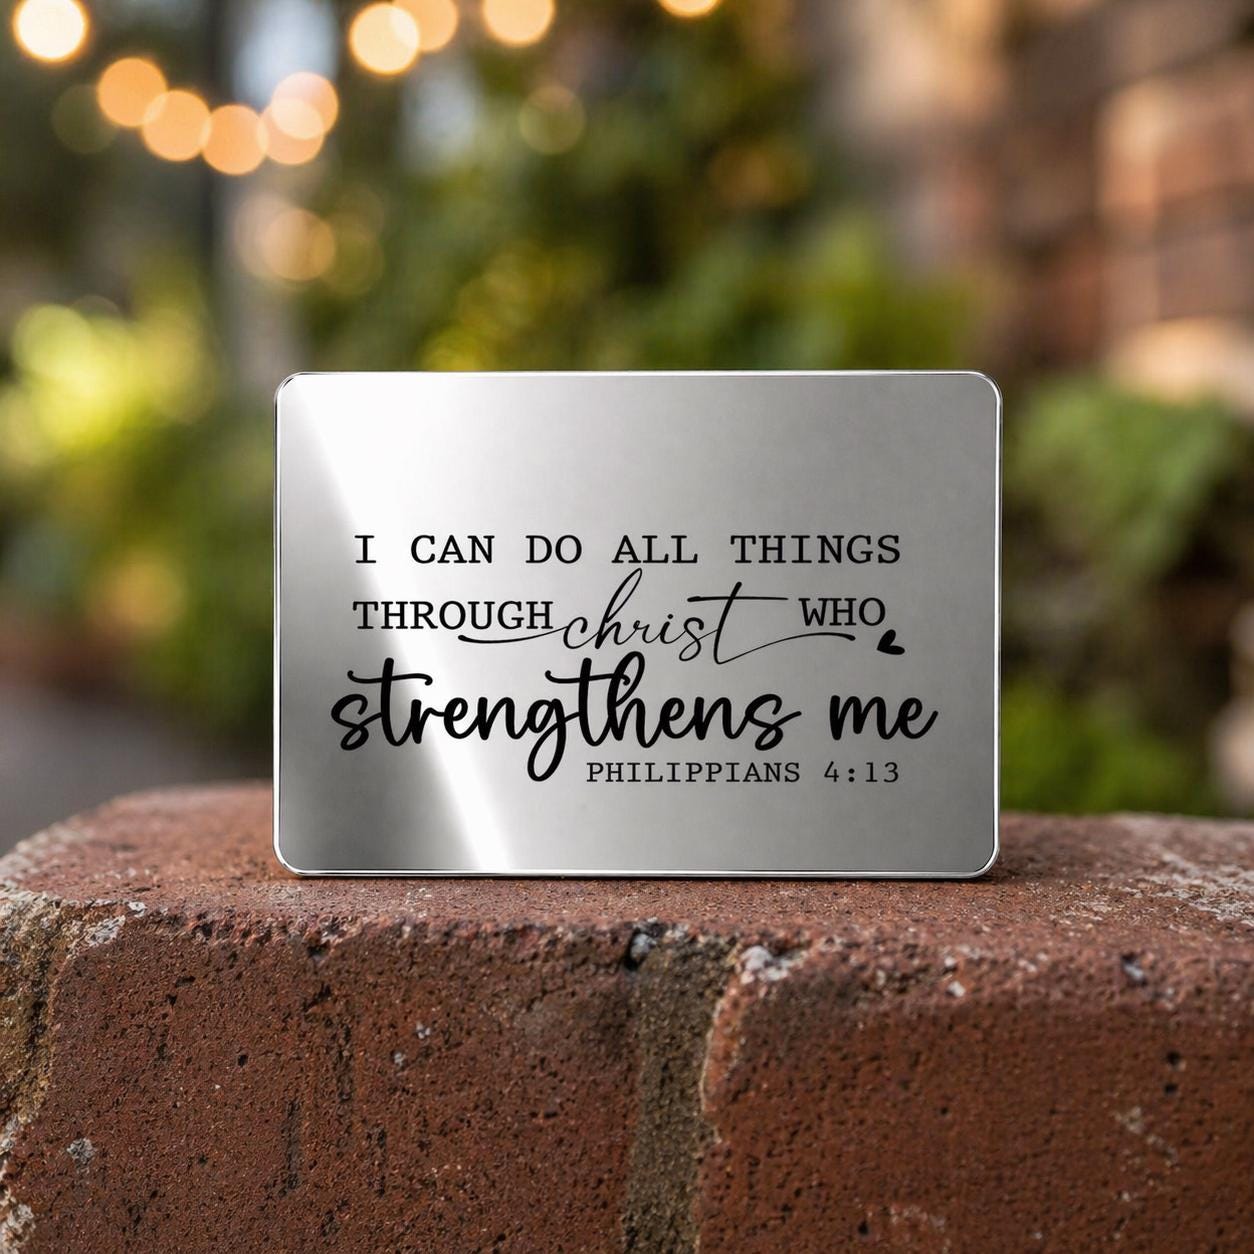 I CAN DO ALL THINGS
THROUGH christ WHO
strengthens me
PHILIPPIANS 4:13